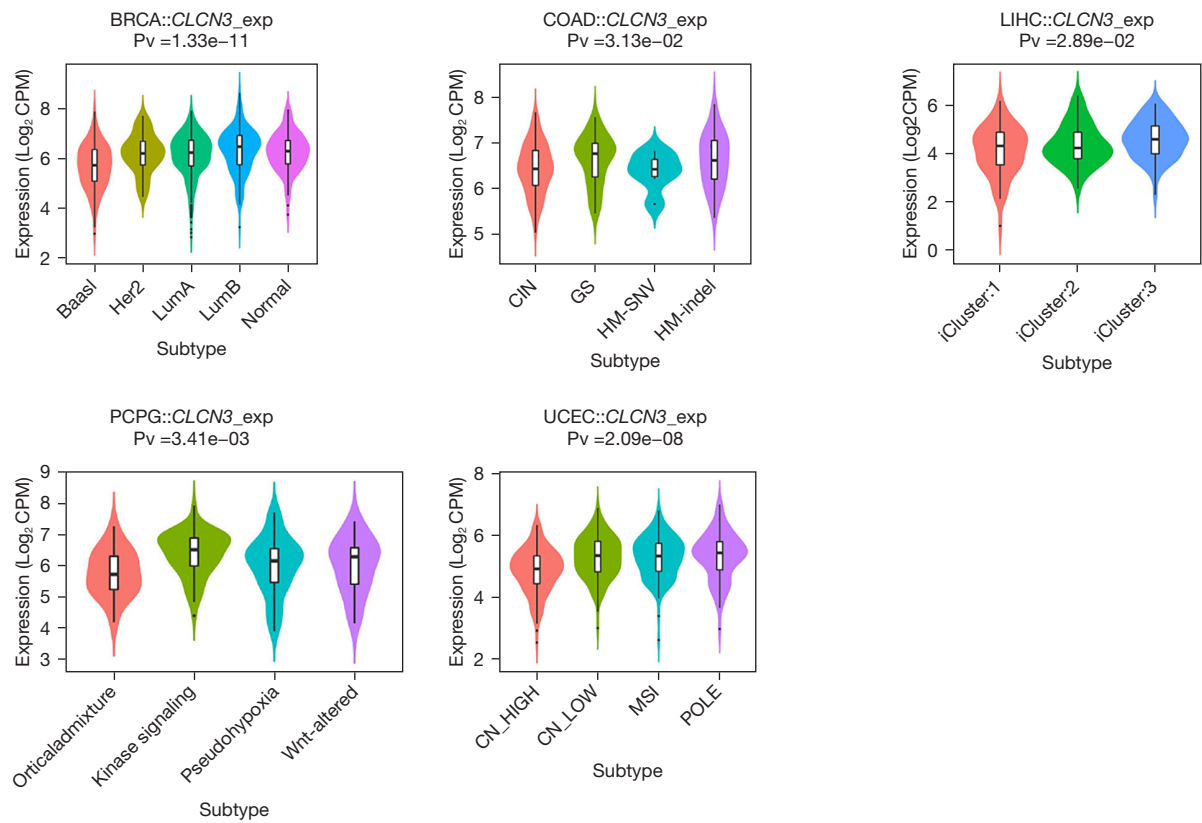 BRCA::CLCN3_exp
Pv =1.33e−11
Expression (Log₂ CPM)
8
6
4
2
Baasl
Her2
LumA
LumB
Normal
Subtype
COAD::CLCN3_exp
Pv =3.13e−02
Expression (Log₂ CPM)
8
7
6
5
CIN
GS
HM-SNV
HM-indel
Subtype
LIHC::CLCN3_exp
Pv =2.89e−02
Expression (Log2 CPM)
6
4
2
0
iCluster:1
iCluster:2
iCluster:3
Subtype
PCPG::CLCN3_exp
Pv =3.41e−03
Expression (Log₂ CPM)
9
8
7
6
5
4
3
Orticaladmixture
Kinase signaling
Pseudohypoxia
Wnt-altered
Subtype
UCEC::CLCN3_exp
Pv =2.09e−08
Expression (Log₂ CPM)
8
6
4
2
CN_HIGH
CN_LOW
MSI
POLE
Subtype